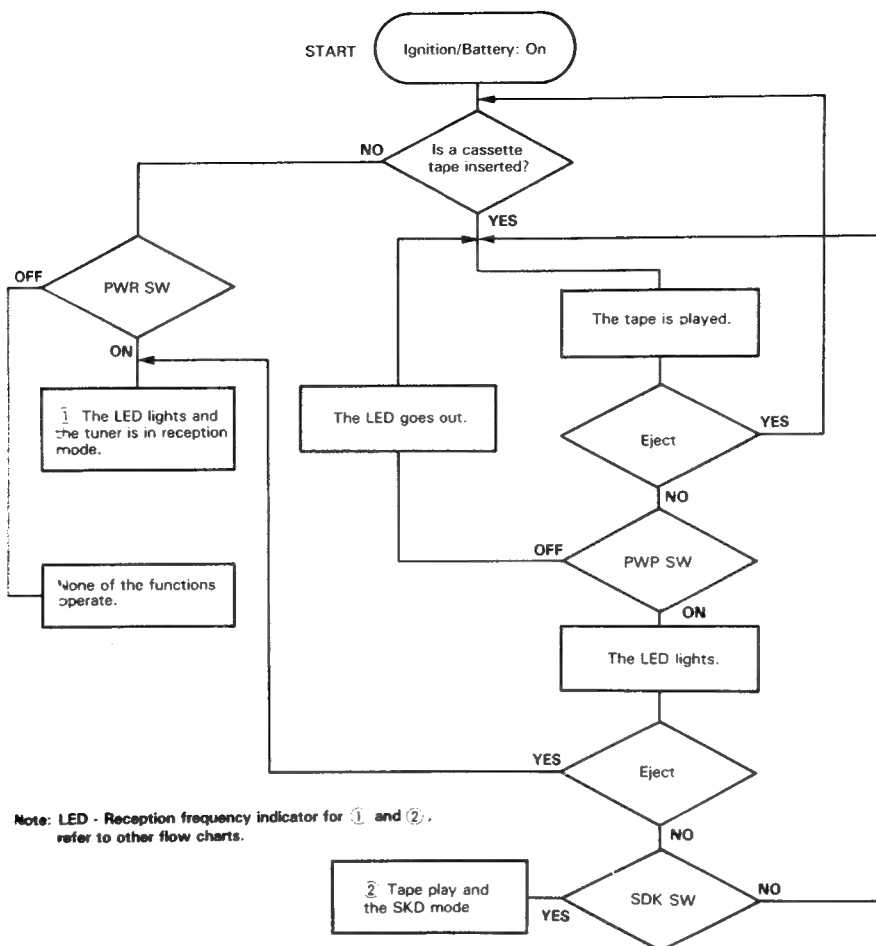 START
Ignition/Battery: On
Is a cassette
tape inserted?
NO
YES
OFF
PWR SW
ON
① The LED lights and
the tuner is in reception
mode.
None of the functions
operate.
The tape is played.
The LED goes out.
Eject
YES
NO
OFF
PWP SW
ON
The LED lights.
YES
Eject
NO
Note: LED - Reception frequency indicator for ① and ②,
refer to other flow charts.
② Tape play and
the SKD mode
YES
SDK SW
NO